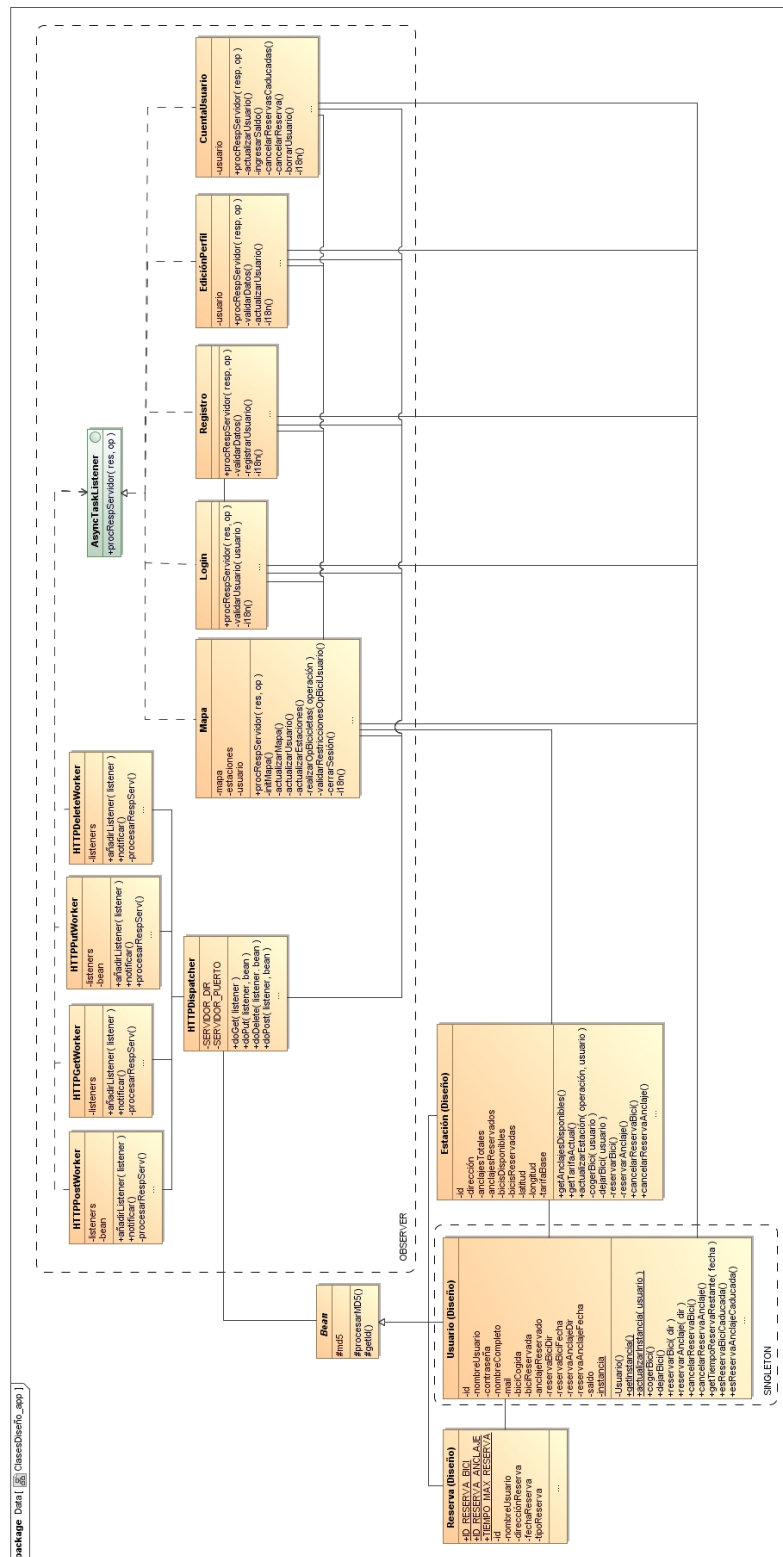 package Data [ ClasesDiseño_app ]
HTTPPostWorker
-listeners
-bean
+añadirListener( listener )
+notificar()
-procesarRespServ()
...
HTTPGetWorker
-listeners
+añadirListener( listener )
+notificar()
-procesarRespServ()
...
HTTPPutWorker
-listeners
-bean
+añadirListener( listener )
+notificar()
+procesarRespServ()
...
HTTPDeleteWorker
-listeners
+añadirListener( listener )
+notificar()
-procesarRespServ()
...
AsyncTaskListener
+procRespServidor( res, op )
HTTPDispatcher
-SERVIDOR_DIR
-SERVIDOR_PUERTO
+doGet( listener )
+doPut( listener, bean )
+doDelete( listener. bean )
+doPost( listener, bean )
...
Mapa
-mapa
-estaciones
-usuario
+procRespServidor( res, op )
-initMapa()
-actualizarMapa()
-actualizarUsuario()
-actualizarEstaciones()
-realizarOpBicicletas( operación )
-validarRestriccionesOpBiciUsuario()
-cerrarSesión()
-i18n()
...
Login
+procRespServidor( res, op )
-validarUsuario( usuario )
-i18n()
...
Registro
+procRespServidor( resp, op )
-validarDatos()
-registrarUsuario()
-i18n()
...
EdiciónPerfil
-usuario
+procRespServidor( resp, op )
-validarDatos()
-actualizarUsuario()
-i18n()
...
CuentaUsuario
-usuario
+procRespServidor( resp, op )
-actualizarUsuario()
-ingresarSaldo()
-cancelarReservasCaducadas()
-cancelarReserva()
-borrarUsuario()
-i18n()
...
OBSERVER
Bean
#md5
#procesarMD5()
#getId()
Reserva (Diseño)
+ID_RESERVA_BICI
+ID_RESERVA_ANCLAJE
+TIEMPO_MAX_RESERVA
-id
-nombreUsuario
-direcciónReserva
-fechaReserva
-tipoReserva
...
Usuario (Diseño)
-id
-nombreUsuario
-contraseña
-nombreCompleto
-mail
-biciCogida
-biciReservada
-anclajeReservado
-reservaBiciDir
-reservaBiciFecha
-reservaAnclajeDir
-reservaAnclajeFecha
-saldo
-instancia
-Usuario()
+getInstancia()
+actualizarInstancia( usuario )
+cogerBici()
+dejarBici()
+reservarBici( dir )
+reservarAnclaje( dir )
+cancelarReservaBici()
+cancelarReservaAnclaje()
+getTiempoReservaRestante( fecha )
+esReservaBiciCaducada()
+esReservaAnclajeCaducada()
...
SINGLETON
Estación (Diseño)
-id
-dirección
-anclajesTotales
-anclajesReservados
-bicisDisponibles
-bicisReservadas
-latitud
-longitud
-tarifaBase
+getAnclajesDisponibles()
+getTarifaActual()
+actualizarEstación( operación, usuario )
-cogerBici( usuario )
-dejarBici( usuario )
-reservarBici()
-reservarAnclaje()
+cancelarReservaBici()
+cancelarReservaAnclaje()
...